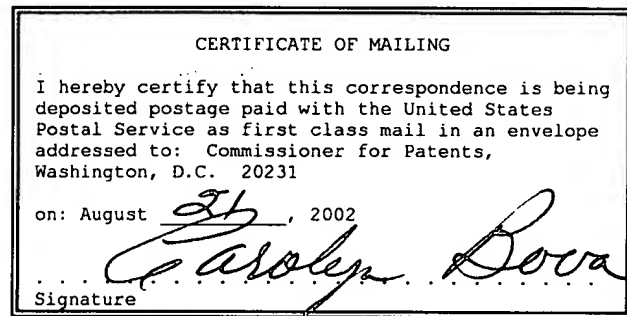 CERTIFICATE OF MAILING
I hereby certify that this correspondence is being
deposited postage paid with the United States
Postal Service as first class mail in an envelope
addressed to: Commissioner for Patents,
Washington, D.C. 20231
on: August , 2002
Carolyn Bova
Signature